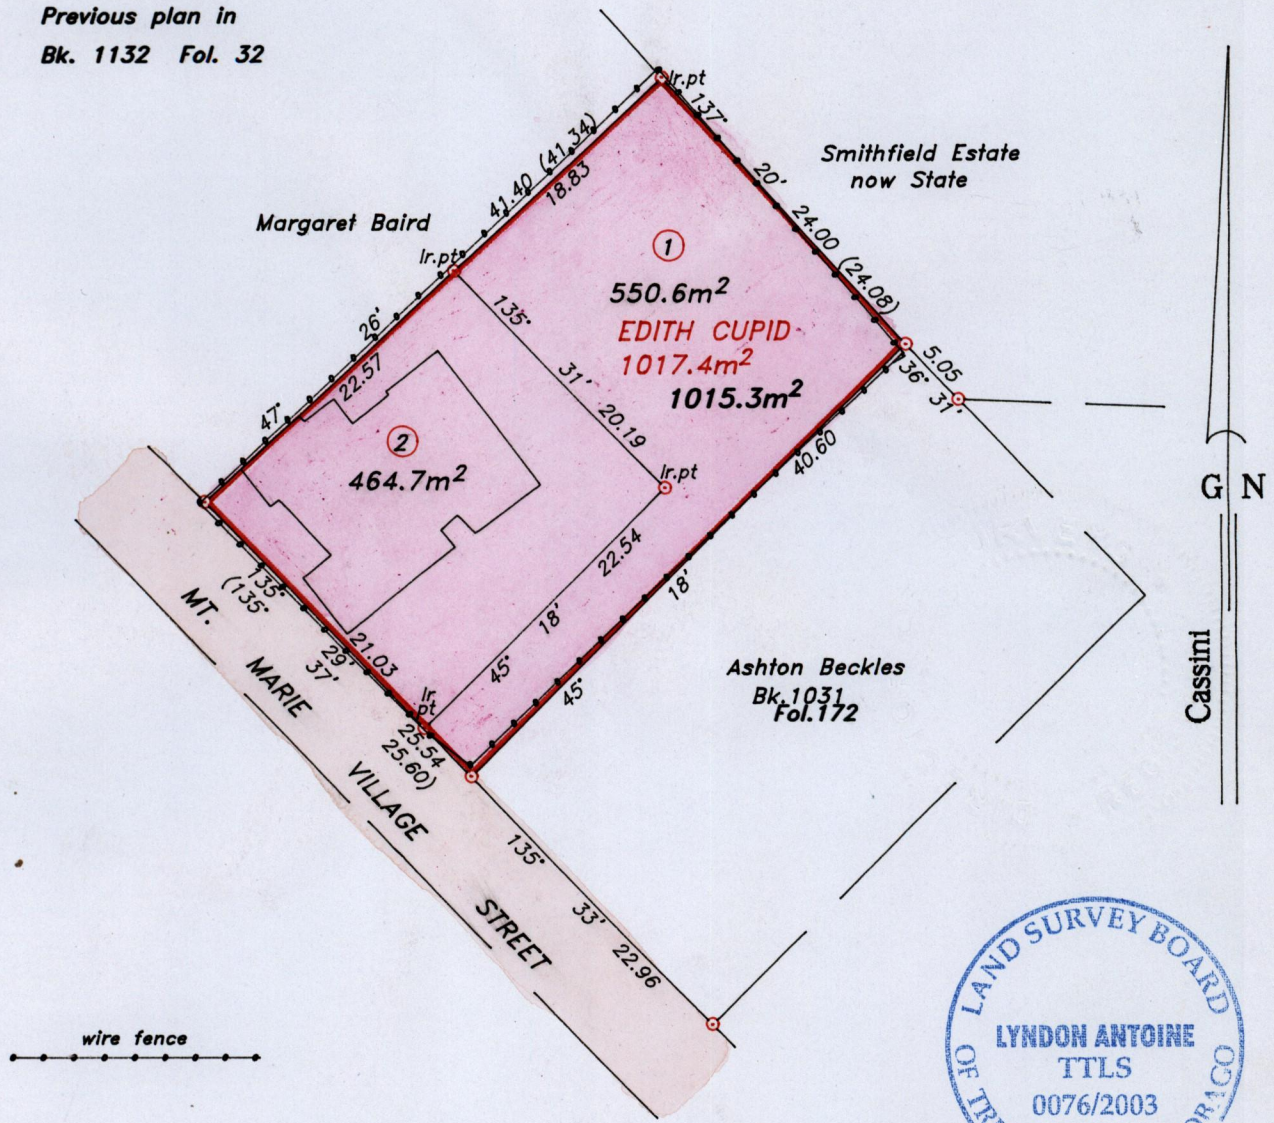 Previous plan in
Bk. 1132 Fol. 32
Ir.pt
137°
20'
24.00 (24.08)
Smithfield Estate
now State
41.40 (41.34)
18.83
Margaret Baird
Ir.pt
1
550.6m²
EDITH CUPID
1017.4m²
1015.3m²
26'
22.57
47°
135°
31'
20.19
Ir.pt
5.05
136° 31'
40.60
2
464.7m²
G N
22.54
18'
45°
18'
45°
135°
(135°
21.03
29'
37'
Ir.
pt
25.54
25.60)
MT.
MARIE
VILLAGE
STREET
Ashton Beckles
Bk.1031
Fol.172
Cassini
135°
33'
22.96
wire fence
LAND SURVEY BOARD
LYNDON ANTOINE
TTLS
0076/2003